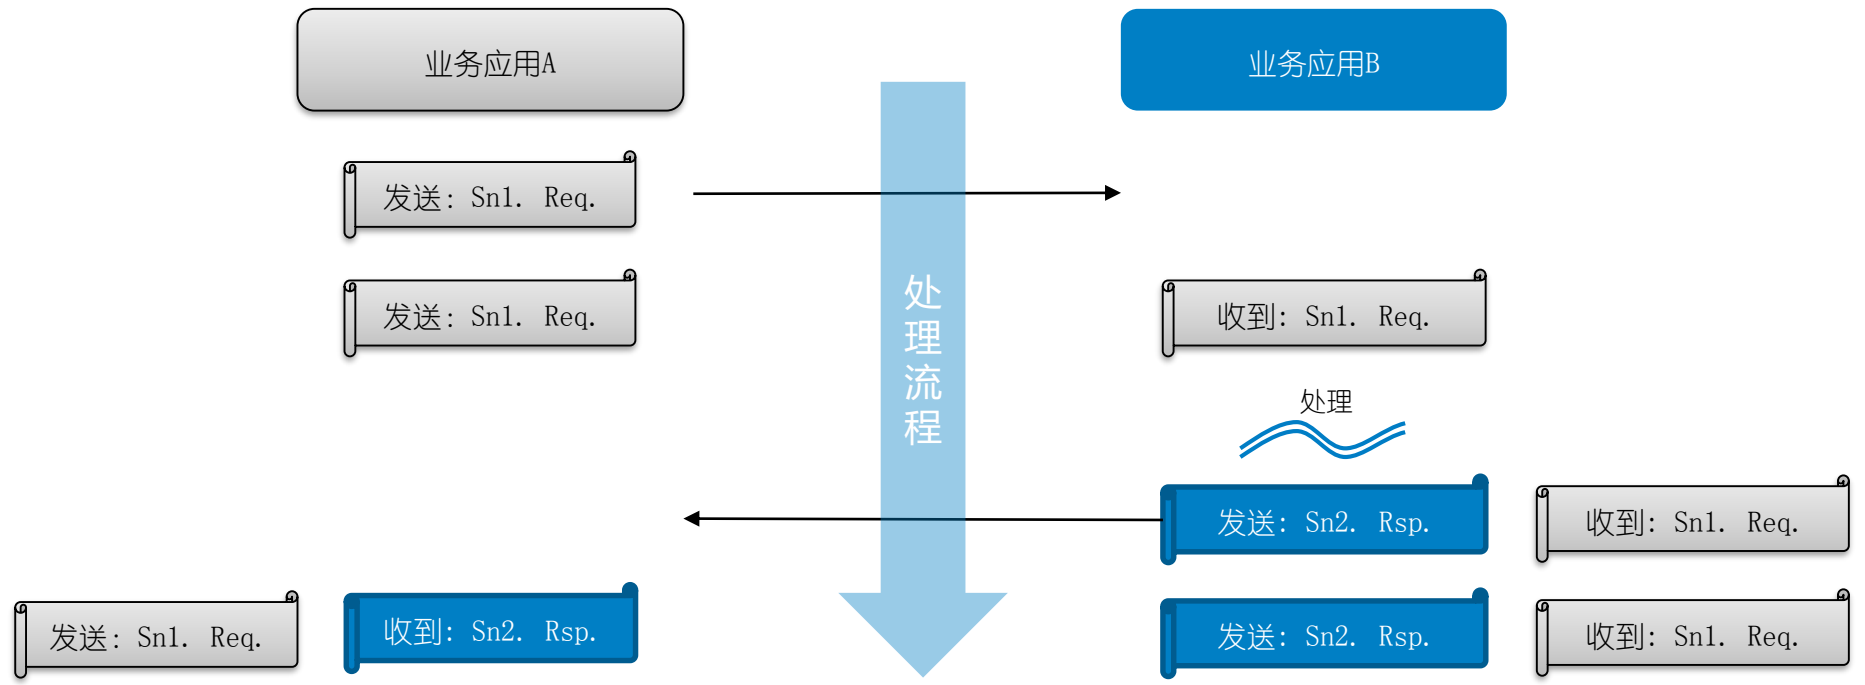 业务应用A
业务应用B
发送: Sn1. Req.
发送: Sn1. Req.
收到: Sn1. Req.
处理流程
处理
发送: Sn2. Rsp.
收到: Sn1. Req.
发送: Sn1. Req.
收到: Sn2. Rsp.
发送: Sn2. Rsp.
收到: Sn1. Req.